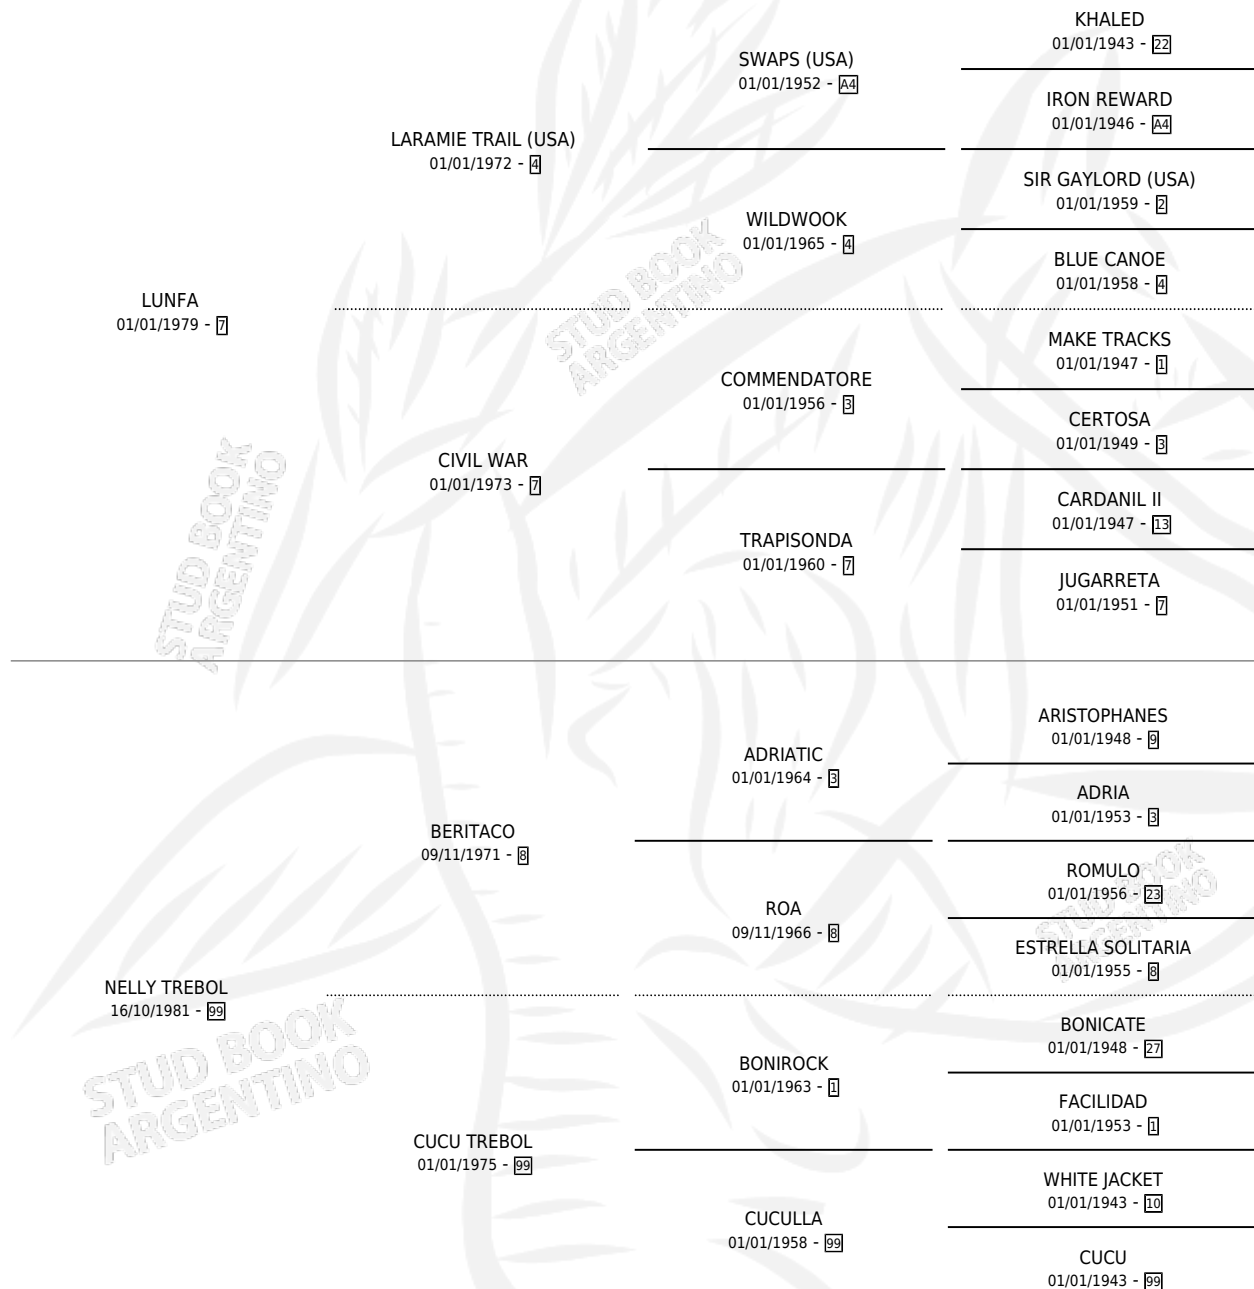 KHALED
01/01/1943 - 22
SWAPS (USA)
01/01/1952 - A4
IRON REWARD
01/01/1946 - A4
LARAMIE TRAIL (USA)
01/01/1972 - 4
SIR GAYLORD (USA)
01/01/1959 - 2
WILDWOOK
01/01/1965 - 4
BLUE CANOE
01/01/1958 - 4
LUNFA
01/01/1979 - 7
MAKE TRACKS
01/01/1947 - 1
COMMENDATORE
01/01/1956 - 3
CERTOSA
01/01/1949 - 3
CIVIL WAR
01/01/1973 - 7
CARDANIL II
01/01/1947 - 13
TRAPISONDA
01/01/1960 - 7
JUGARRETA
01/01/1951 - 7
ARISTOPHANES
01/01/1948 - 9
ADRIATIC
01/01/1964 - 3
ADRIA
01/01/1953 - 3
BERITACO
09/11/1971 - 8
ROMULO
01/01/1956 - 23
ROA
09/11/1966 - 8
ESTRELLA SOLITARIA
01/01/1955 - 8
NELLY TREBOL
16/10/1981 - 99
BONICATE
01/01/1948 - 27
BONIROCK
01/01/1963 - 1
FACILIDAD
01/01/1953 - 1
CUCU TREBOL
01/01/1975 - 99
WHITE JACKET
01/01/1943 - 10
CUCULLA
01/01/1958 - 99
CUCU
01/01/1943 - 99
STUD BOOK
ARGENTINO
STUD BOOK
ARGENTINO
STUD BOOK
ARGENTINO
STUD BOOK
ARGENTINO